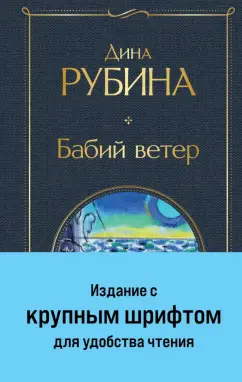 Дина
РУБИНА
Бабий ветер
Издание с
крупным шрифтом
для удобства чтения